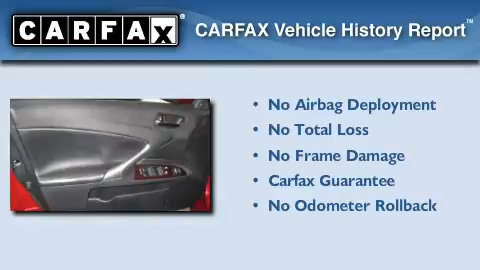 CARFAX® CARFAX Vehicle History Report™
• No Airbag Deployment
• No Total Loss
• No Frame Damage
• Carfax Guarantee
• No Odometer Rollback